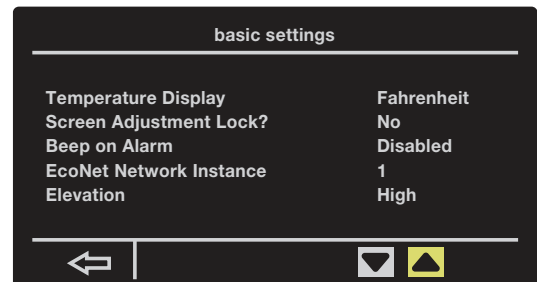 basic settings
Temperature Display Fahrenheit
Screen Adjustment Lock? No
Beep on Alarm Disabled
EcoNet Network Instance 1
Elevation High